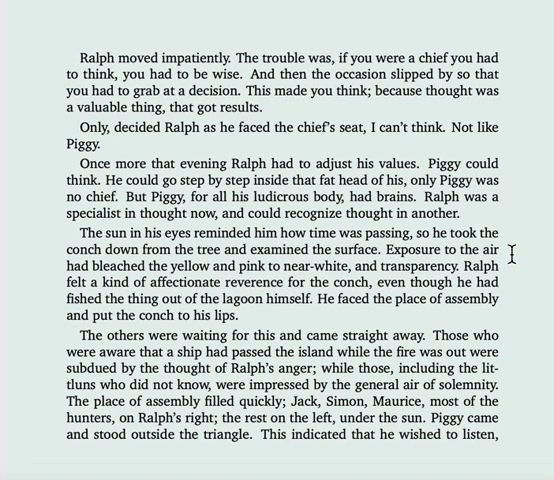 Ralph moved impatiently. The trouble was, if you were a chief you had
to think, you had to be wise. And then the occasion slipped by so that
you had to grab at a decision. This made you think; because thought was
a valuable thing, that got results.
Only, decided Ralph as he faced the chief's seat, I can't think. Not like
Piggy.
Once more that evening Ralph had to adjust his values. Piggy could
think. He could go step by step inside that fat head of his, only Piggy was
no chief. But Piggy, for all his ludicrous body, had brains. Ralph was a
specialist in thought now, and could recognize thought in another.
The sun in his eyes reminded him how time was passing, so he took the
conch down from the tree and examined the surface. Exposure to the air
had bleached the yellow and pink to near-white, and transparency. Ralph
felt a kind of affectionate reverence for the conch, even though he had
fished the thing out of the lagoon himself. He faced the place of assembly
and put the conch to his lips.
The others were waiting for this and came straight away. Those who
were aware that a ship had passed the island while the fire was out were
subdued by the thought of Ralph's anger; while those, including the lit-
tluns who did not know, were impressed by the general air of solemnity.
The place of assembly filled quickly; Jack, Simon, Maurice, most of the
hunters, on Ralph's right; the rest on the left, under the sun. Piggy came
and stood outside the triangle. This indicated that he wished to listen,